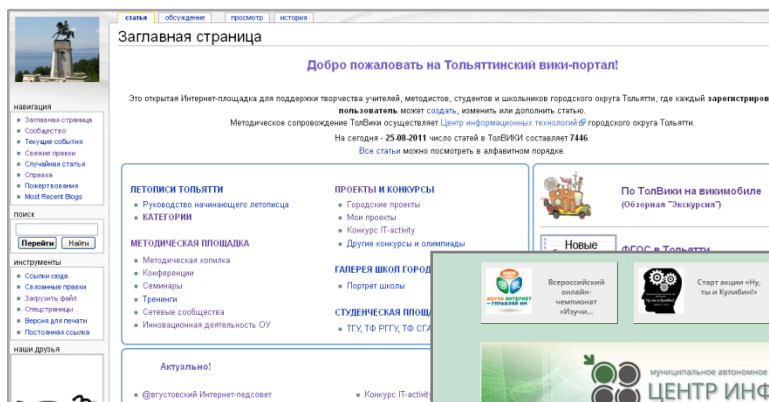 статья обсуждение просмотр история
Заглавная страница
Добро пожаловать на Тольяттинский вики-портал!
Это открытая Интернет-площадка для поддержки творчества учителей, методистов, студентов и школьников городского округа Тольятти, где каждый зарегистриров
пользователь может создать, изменить или дополнить статью.
Методическое сопровождение ТолВики осуществляет Центр информационных технологий городского округа Тольятти.
На сегодня - 25-08-2011 число статей в ТолВИКИ составляет 7446.
Все статьи можно посмотреть в алфавитном порядке.
навигация
Заглавная страница
Сообщество
Текущие события
Свежие правки
Случайная статья
Справка
Пожертвования
Most Recent Blogs
поиск
Перейти Найти
инструменты
Ссылки сюда
Связанные правки
Загрузить файл
Спецстраницы
Версия для печати
Постоянная ссылка
наши друзья
ЛЕТОПИСИ ТОЛЬЯТТИ
Руководство начинающего летописца
КАТЕГОРИИ
МЕТОДИЧЕСКАЯ ПЛОЩАДКА
Методическая копилка
Конференции
Семинары
Тренинги
Сетевые сообщества
Инновационная деятельность ОУ
ПРОЕКТЫ И КОНКУРСЫ
Городские проекты
Мои проекты
Конкурс IT-activity
Другие конкурсы и олимпиады
ГАЛЕРЕЯ ШКОЛ ГОРОД
Портрет школы
СТУДЕНЧЕСКАЯ ПЛОЩ
ТГУ, ТФ РГГУ, ТФ СГА
По ТолВики на викимобиле
(Обзорная "Экскурсия")
Новые
ФГОС в Тольятти
Актуально!
@вгустовский Интернет-педсовет
Конкурс IT-activity
ИЗУЧИ ИНТЕРНЕТ
УПРАВЛЯЙ ИМ
Всероссийский
онлайн-
чемпионат
«Изучи...
Старт акции «Ну,
ты и Кулибин!»
муниципальное автономное
ЦЕНТР ИНФ